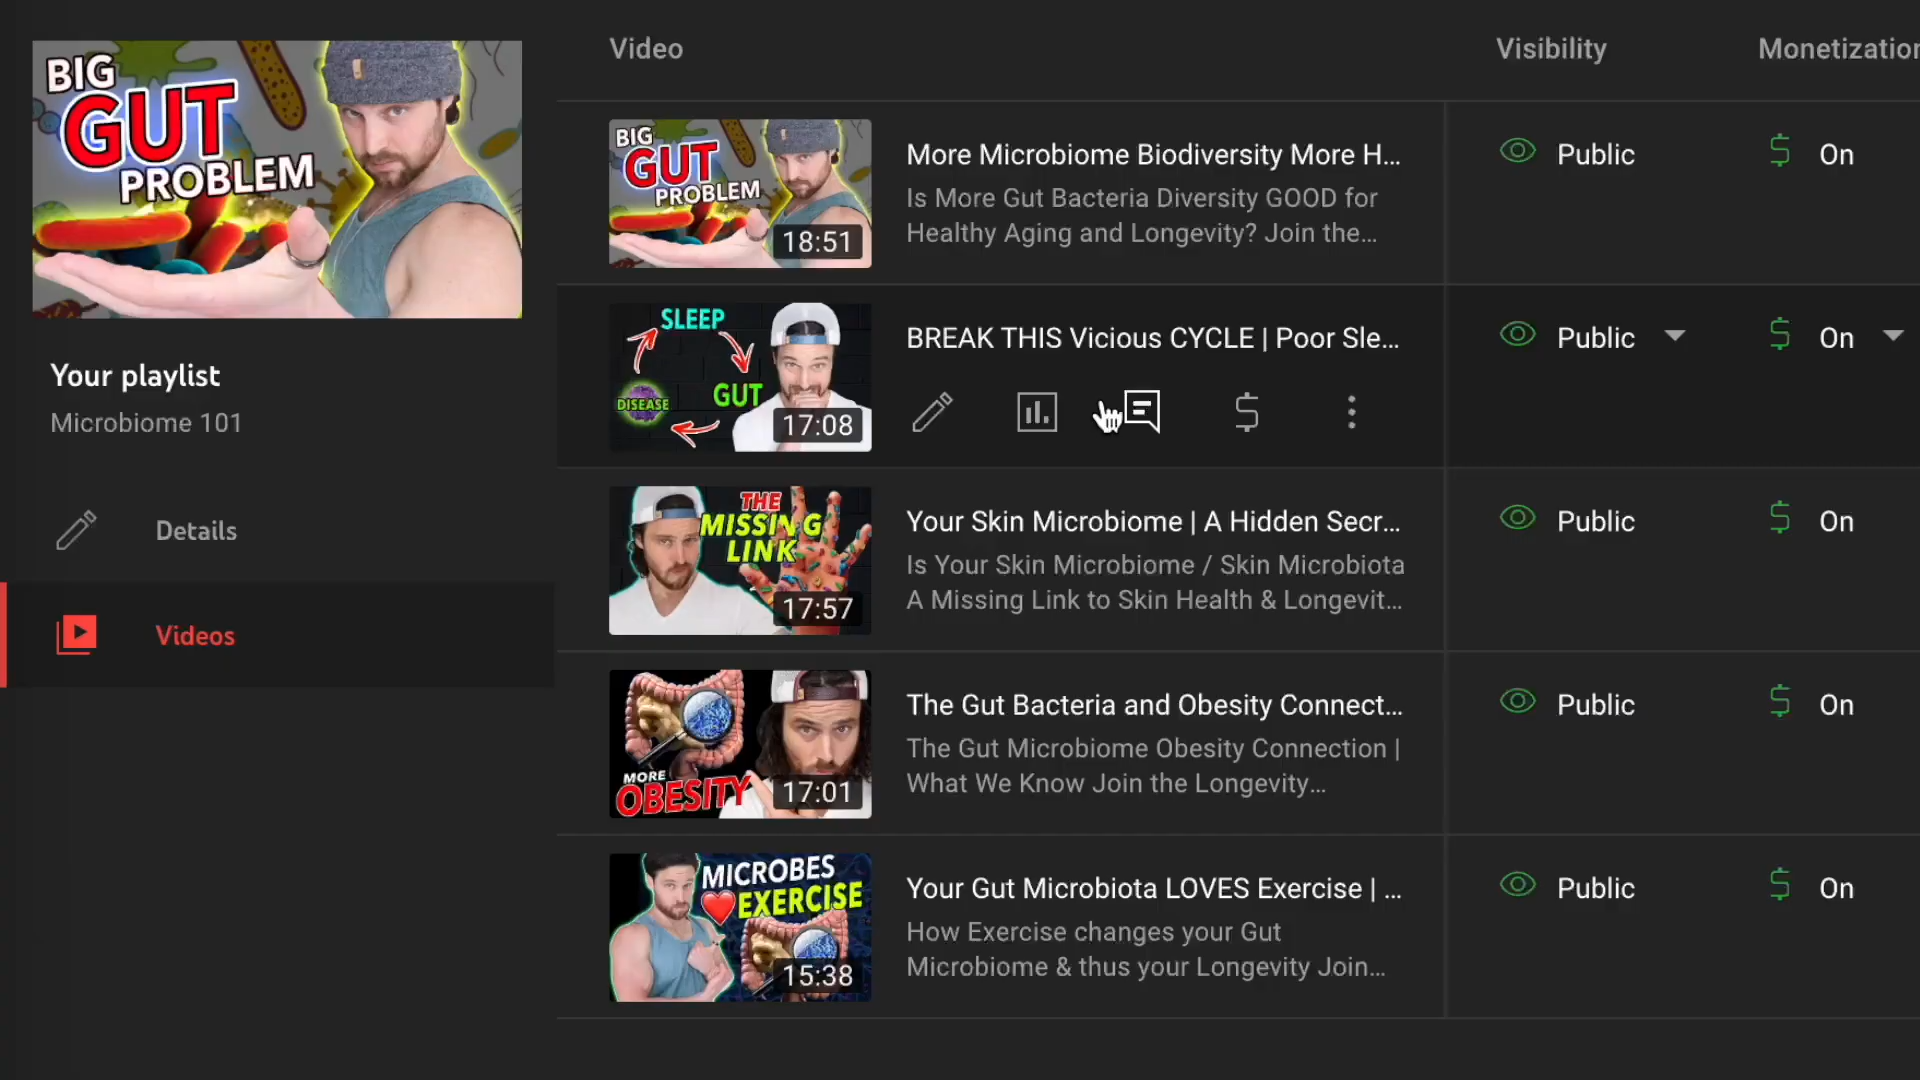 BIG
GUT
PROBLEM
Your playlist
Microbiome 101
Details
Videos
Video
Visibility
Monetization
BIG
GUT
PROBLEM
18:51
More Microbiome Biodiversity More H...
Is More Gut Bacteria Diversity GOOD for
Healthy Aging and Longevity? Join the...
Public
On
SLEEP
GUT
DISEASE
17:08
BREAK THIS Vicious CYCLE | Poor Sle...
Public
On
THE
MISSING
LINK
17:57
Your Skin Microbiome | A Hidden Secr...
Is Your Skin Microbiome / Skin Microbiota
A Missing Link to Skin Health & Longevit...
Public
On
MORE
OBESITY
17:01
The Gut Bacteria and Obesity Connect...
The Gut Microbiome Obesity Connection |
What We Know Join the Longevity...
Public
On
MICROBES
EXERCISE
15:38
Your Gut Microbiota LOVES Exercise | ...
How Exercise changes your Gut
Microbiome & thus your Longevity Join...
Public
On